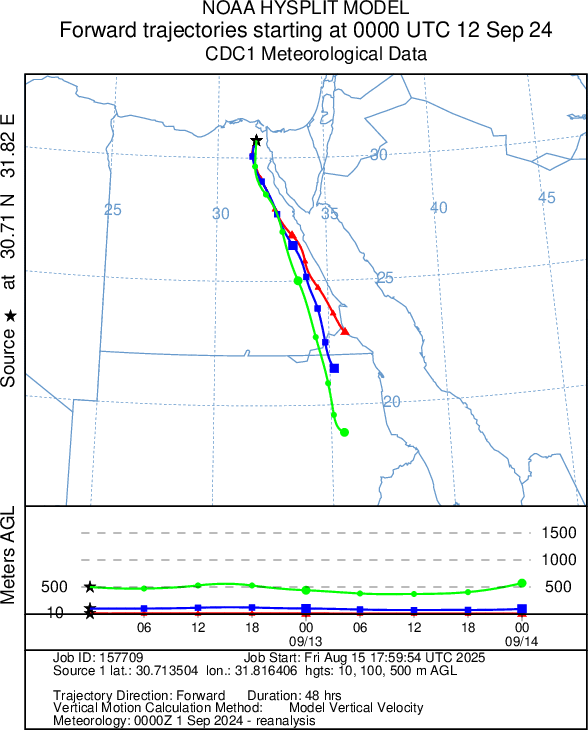 NOAA HYSPLIT MODEL
Forward trajectories starting at 0000 UTC 12 Sep 24
CDC1 Meteorological Data
Source ★ at 30.71 N 31.82 E
30
25
30
35
40
45
25
20
Meters AGL
1500
1000
500
500
10
06
12
18
00
06
12
18
00
09/13
09/14
Job ID: 157709 Job Start: Fri Aug 15 17:59:54 UTC 2025
Source 1 lat.: 30.713504 lon.: 31.816406 hgts: 10, 100, 500 m AGL
Trajectory Direction: Forward Duration: 48 hrs
Vertical Motion Calculation Method: Model Vertical Velocity
Meteorology: 0000Z 1 Sep 2024 - reanalysis